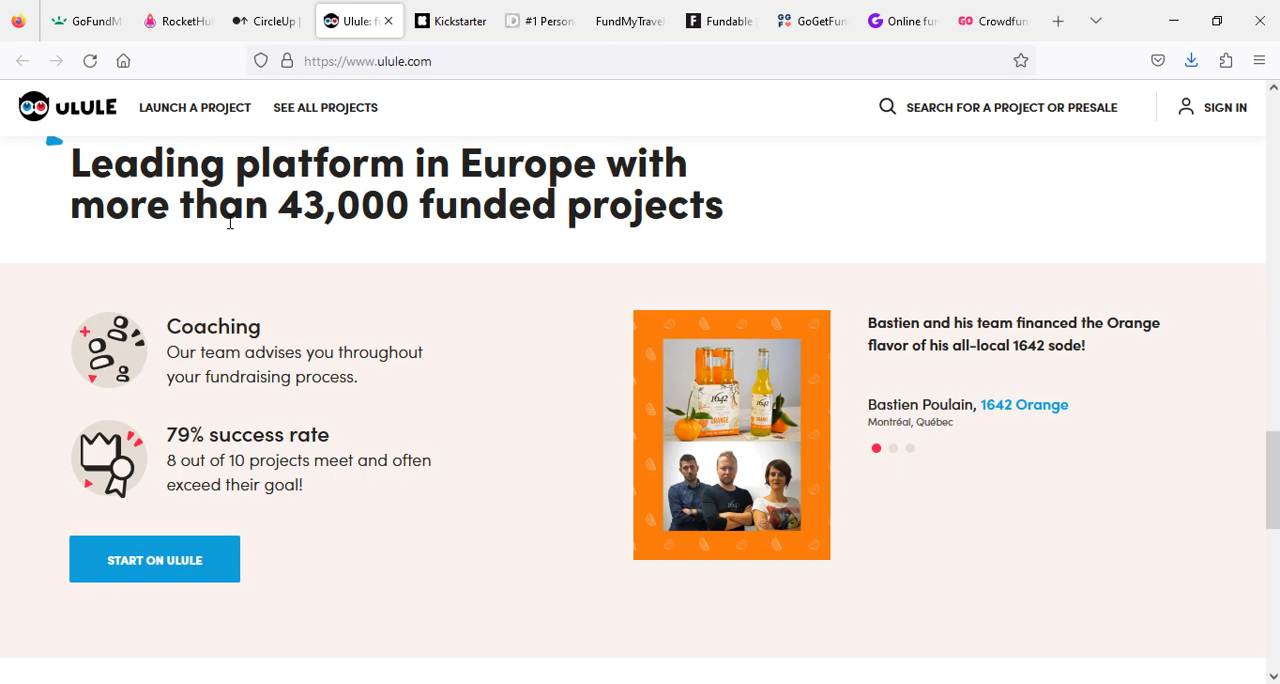 GoFundM
RocketHu
CircleUp |
Ulule: f
Kickstarter
#1 Person
FundMyTrave
Fundable
GoGetFun
Online fun
Crowdfun
https://www.ulule.com
ULULE
LAUNCH A PROJECT
SEE ALL PROJECTS
SEARCH FOR A PROJECT OR PRESALE
SIGN IN
Leading platform in Europe with
more than 43,000 funded projects
Coaching
Our team advises you throughout
your fundraising process.
79% success rate
8 out of 10 projects meet and often
exceed their goal!
START ON ULULE
1642
ORANGE
Bastien and his team financed the Orange
flavor of his all-local 1642 sode!
Bastien Poulain, 1642 Orange
Montréal, Québec